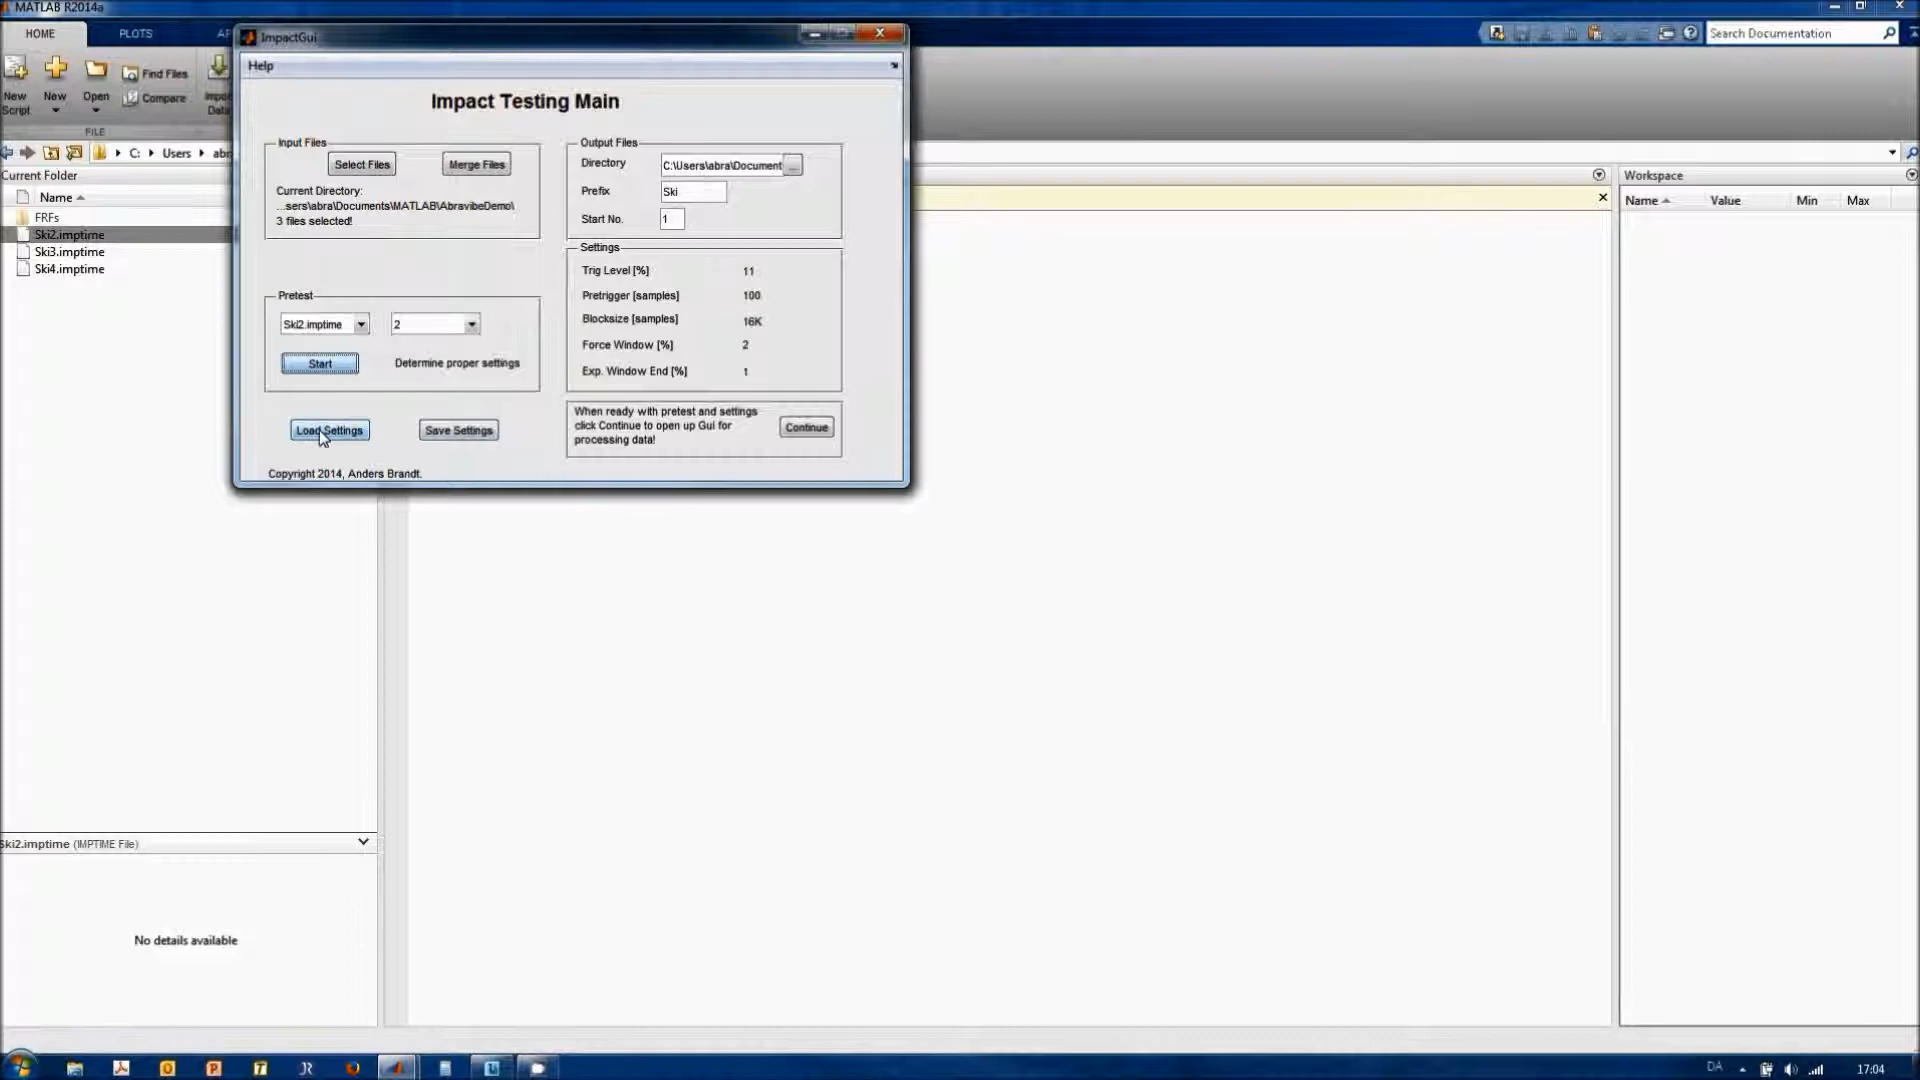 MATLAB R2014a
HOME
PLOTS
Search Documentation
New
Script
New
Open
Find Files
Compare
Data
FILE
C:
Users
ImpactGui
Help
Impact Testing Main
Input Files
Select Files
Merge Files
Current Directory:
...sers\abra\Documents\MATLAB\AbravibeDemo\
3 files selected!
Pretest
Ski2.imptime
2
Start
Determine proper settings
Load Settings
Save Settings
Copyright 2014, Anders Brandt.
Output Files
Directory
C:\Users\abra\Document
...
Prefix
Ski
Start No.
1
Settings
Trig Level [%]
11
Pretrigger [samples]
100
Blocksize [samples]
16K
Force Window [%]
2
Exp. Window End [%]
1
When ready with pretest and settings
click Continue to open up Gui for
processing data!
Continue
Current Folder
Name
FRFs
Ski2.imptime
Ski3.imptime
Ski4.imptime
Ski2.imptime (IMPTIME File)
No details available
Workspace
Name
Value
Min
Max
DA
17:04